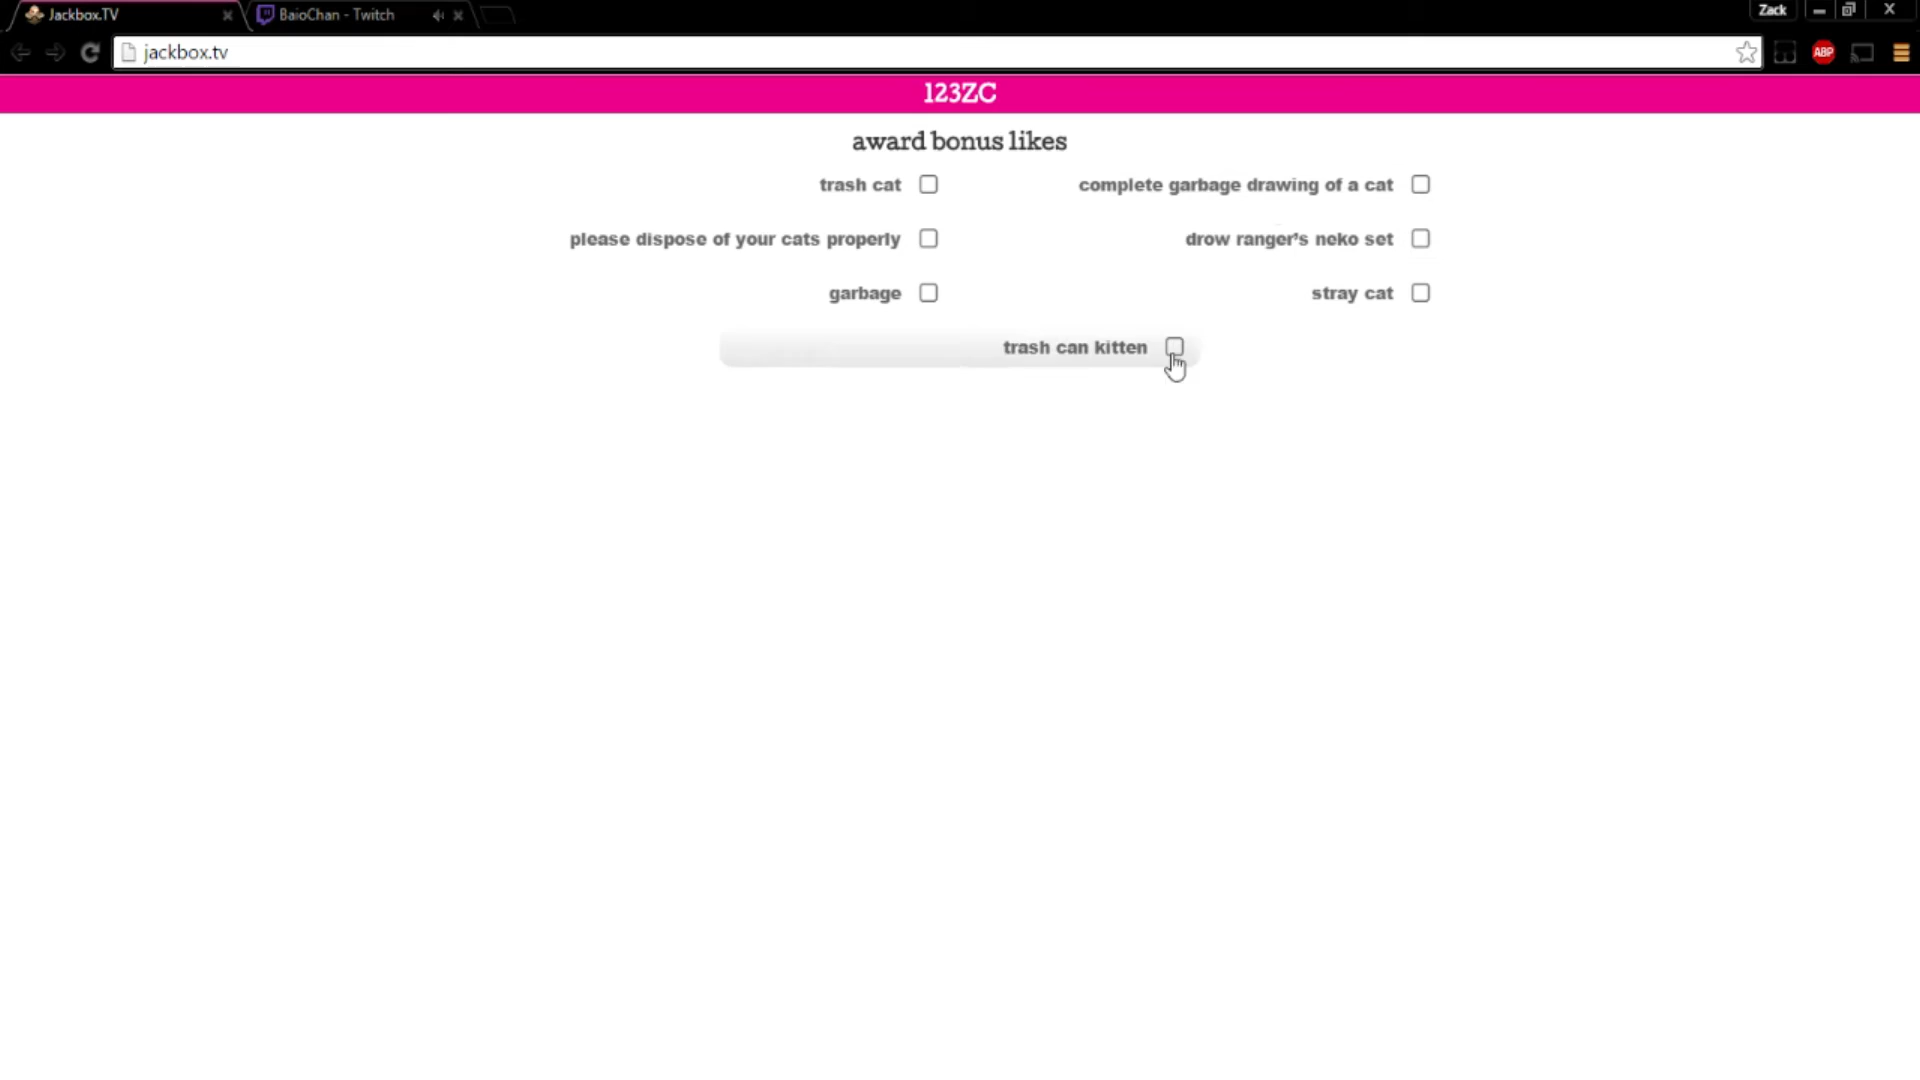 Jackbox.TV
BaioChan - Twitch
Zack
jackbox.tv
ABP
123ZC
award bonus likes
trash cat
complete garbage drawing of a cat
please dispose of your cats properly
drow ranger's neko set
garbage
stray cat
trash can kitten